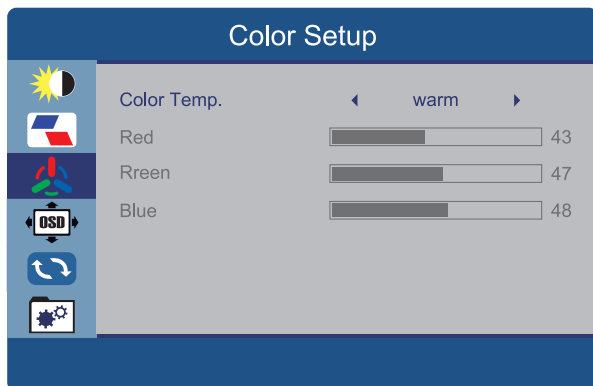 Color Setup
Color Temp. warm
Red 43
Rreen 47
Blue 48
OSD